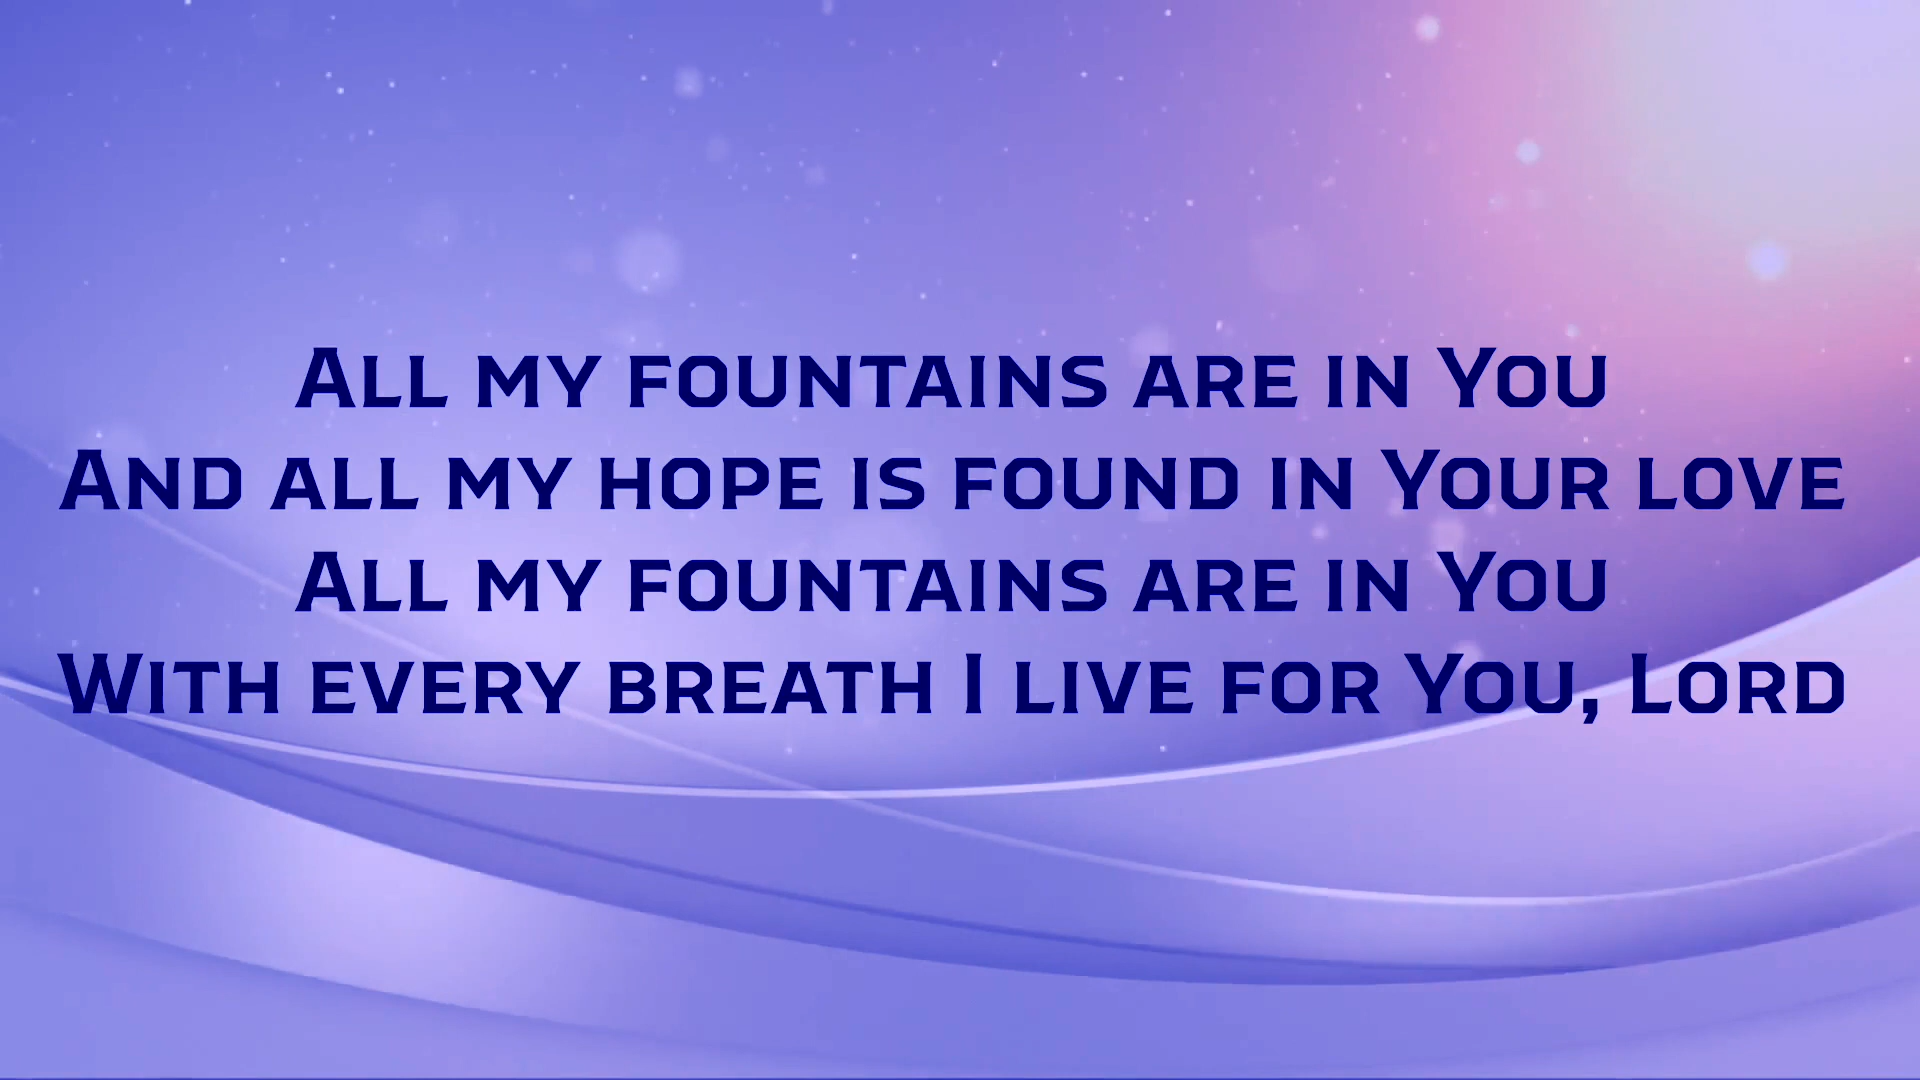 All my fountains are in You
And all my hope is found in Your love
All my fountains are in You
With every breath I live for You, Lord